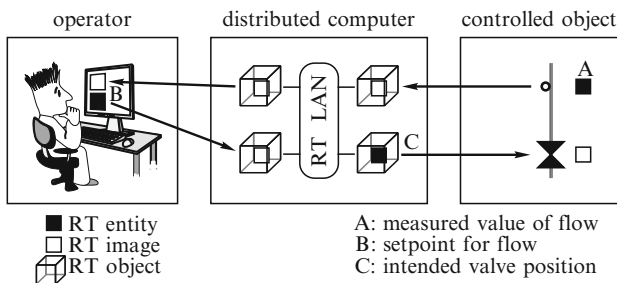 operator
distributed computer
controlled object
A
B
RT LAN
C
RT entity
RT image
RT object
A: measured value of flow
B: setpoint for flow
C: intended valve position